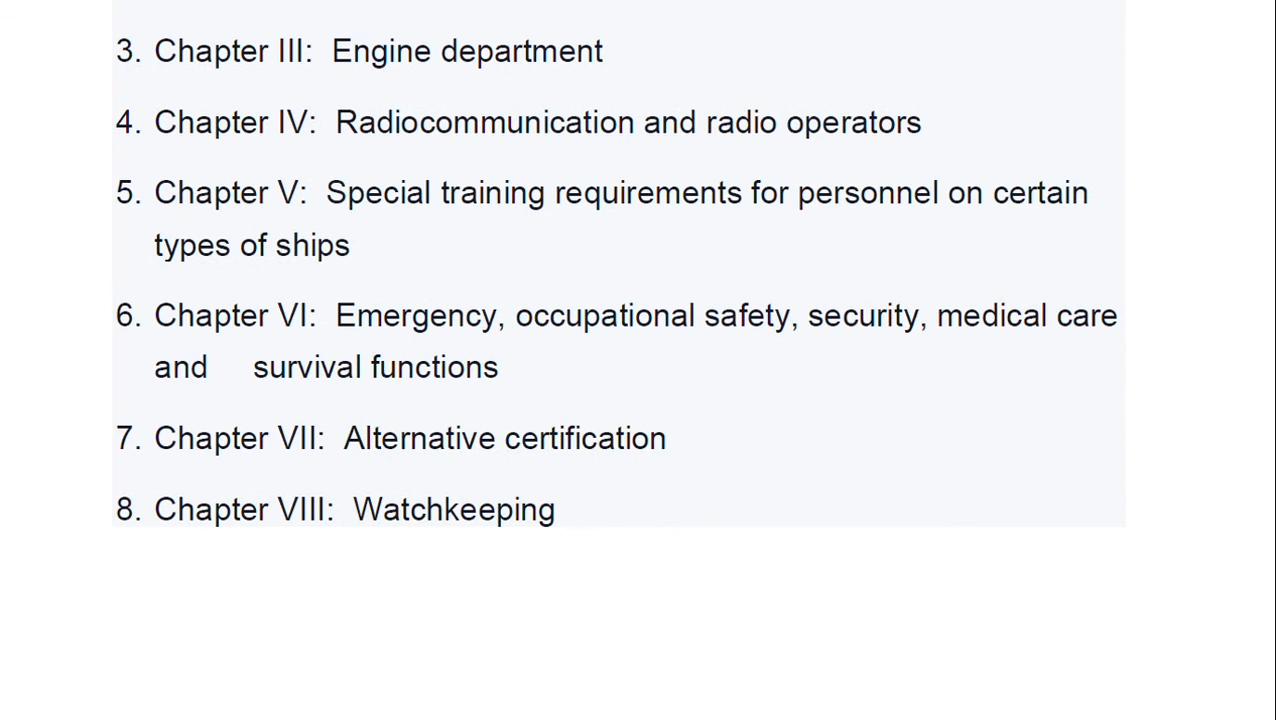 3. Chapter III:  Engine department
4. Chapter IV:  Radiocommunication and radio operators
5. Chapter V:  Special training requirements for personnel on certain
types of ships
6. Chapter VI:  Emergency, occupational safety, security, medical care
and     survival functions
7. Chapter VII:  Alternative certification
8. Chapter VIII:  Watchkeeping